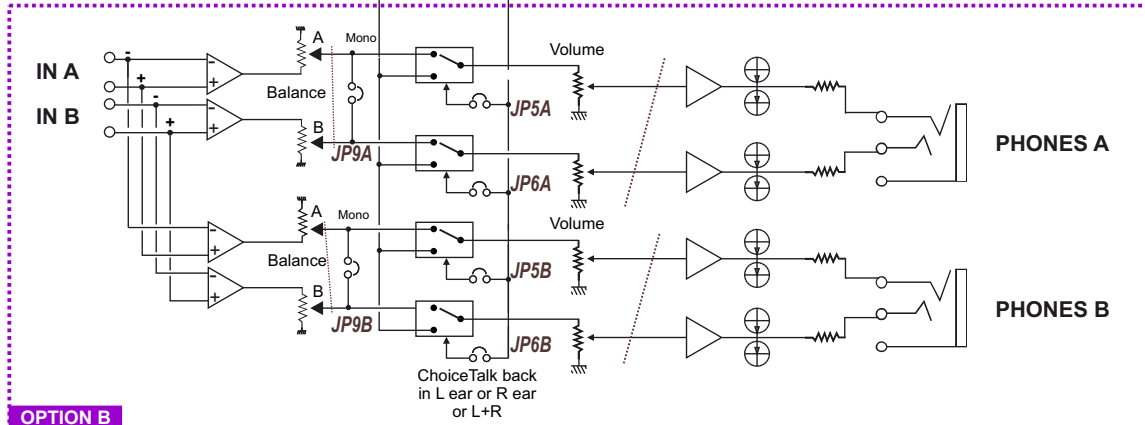 IN A
-
+
IN B
-
+
-
+
-
+
A
Balance
B
Mono
JP9A
JP5A
JP6A
Volume
PHONES A
-
+
-
+
A
Balance
B
Mono
JP9B
JP5B
JP6B
Volume
PHONES B
ChoiceTalk back
in L ear or R ear
or L+R
OPTION B